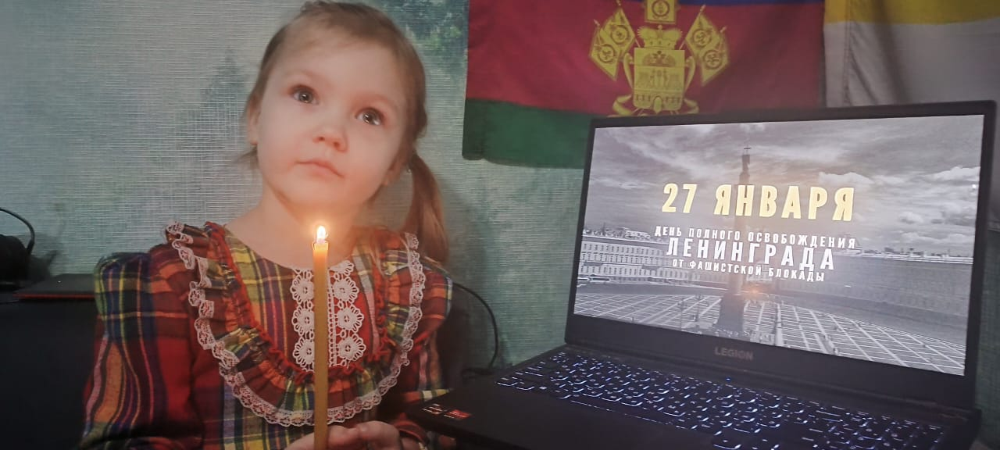 27 ЯНВАРЯ
ДЕНЬ ПОЛНОГО ОСВОБОЖДЕНИЯ
ЛЕНИНГРАДА
ОТ ФАШИСТСКОЙ БЛОКАДЫ
LEGION